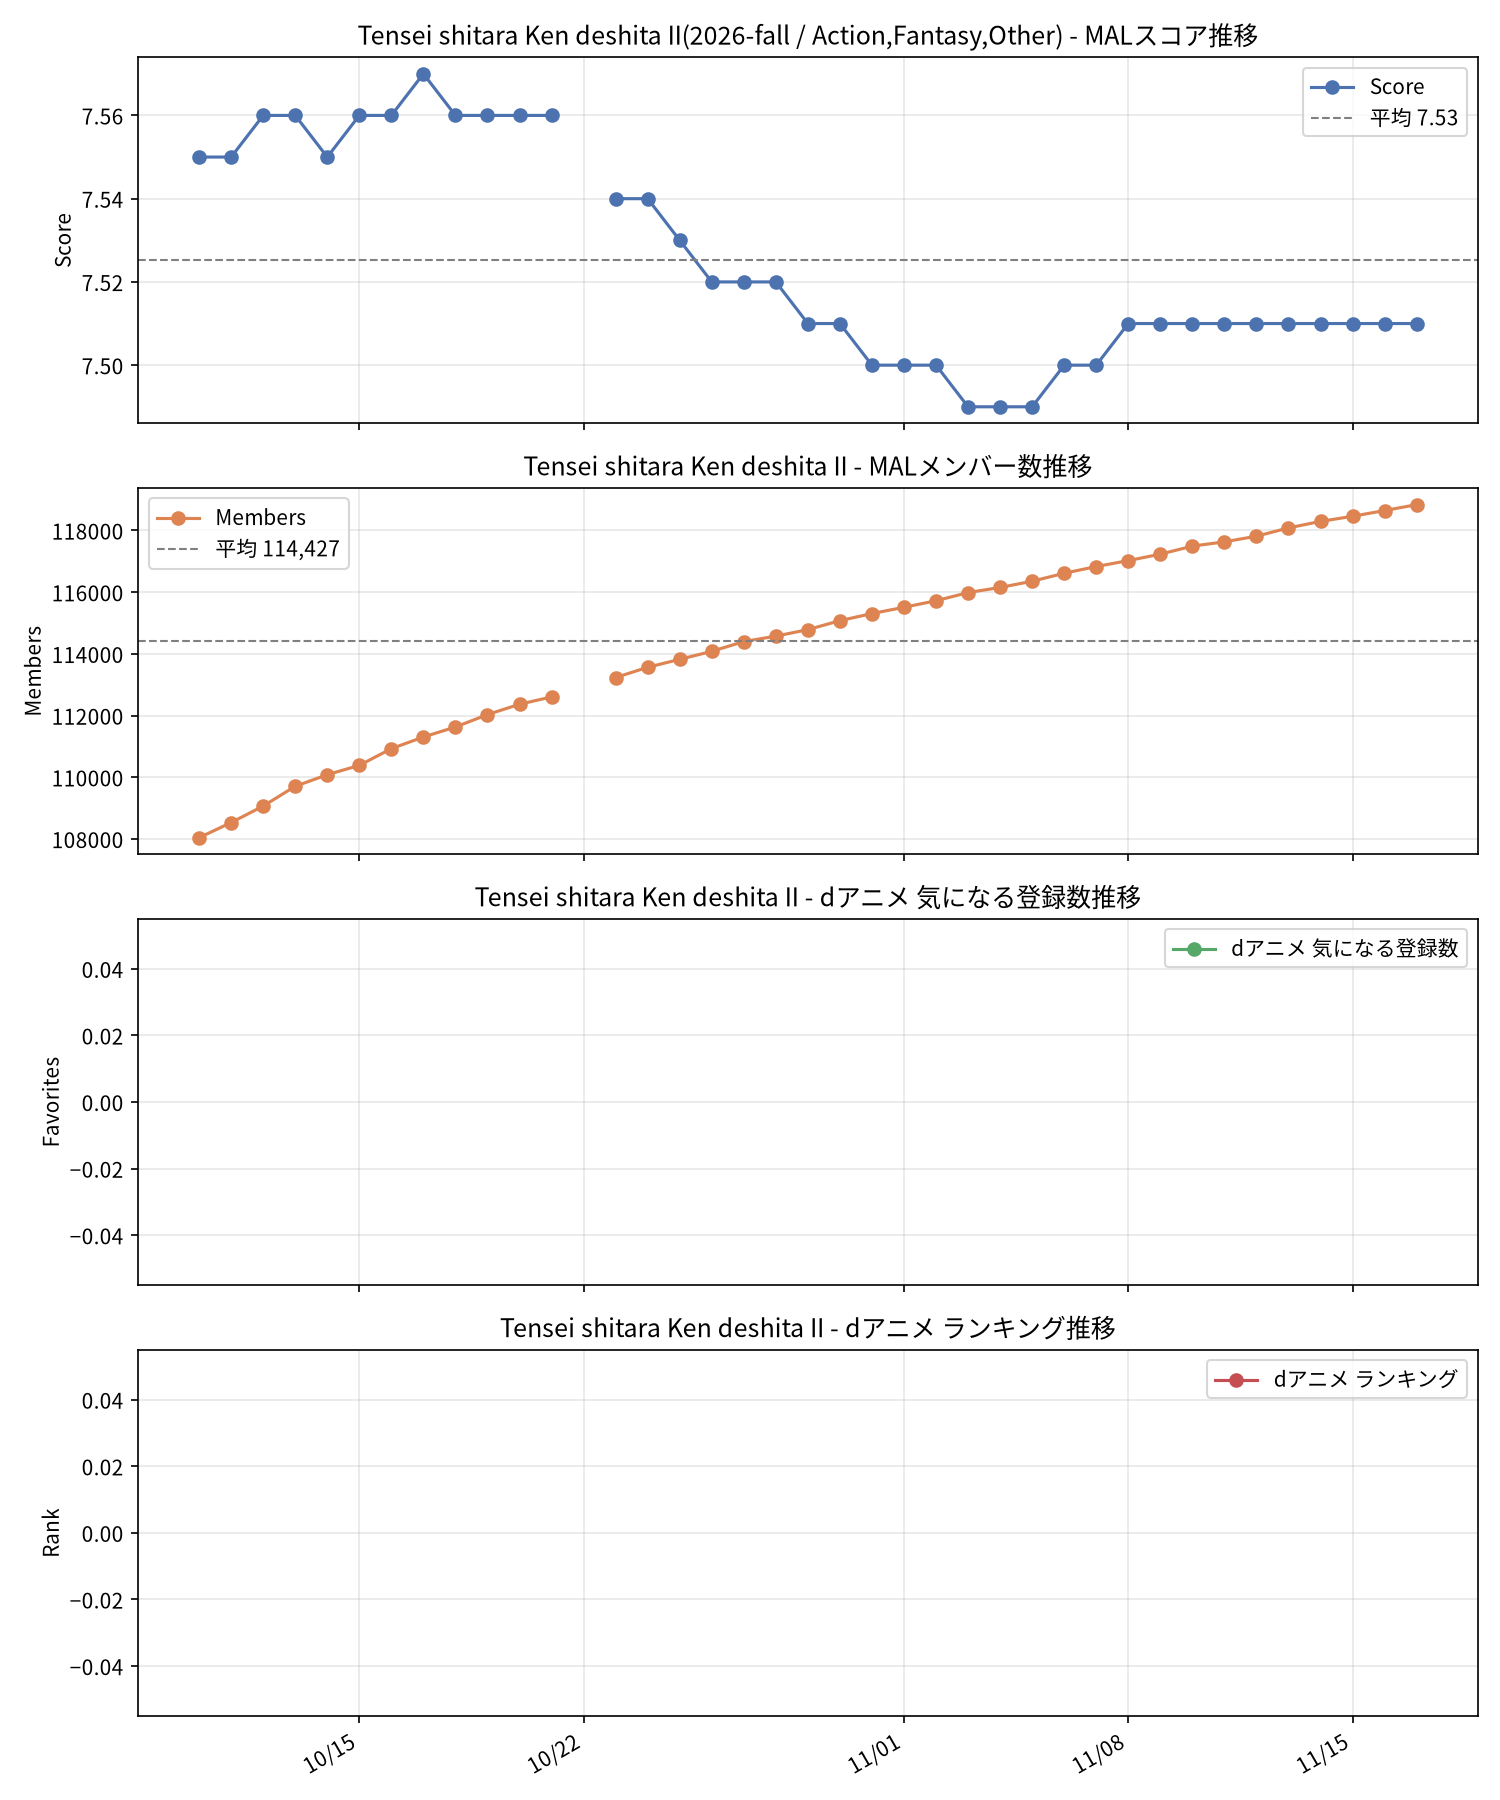 Tensei shitara Ken deshita II(2026-fall / Action,Fantasy,Other) - MALスコア推移
Score
平均 7.53
7.56
7.54
7.52
7.50
Score
Tensei shitara Ken deshita II - MALメンバー数推移
Members
平均 114,427
118000
116000
114000
112000
110000
108000
Members
Tensei shitara Ken deshita II - dアニメ 気になる登録数推移
dアニメ 気になる登録数
0.04
0.02
0.00
−0.02
−0.04
Favorites
Tensei shitara Ken deshita II - dアニメ ランキング推移
dアニメ ランキング
0.04
0.02
0.00
−0.02
−0.04
Rank
10/15
10/22
11/01
11/08
11/15